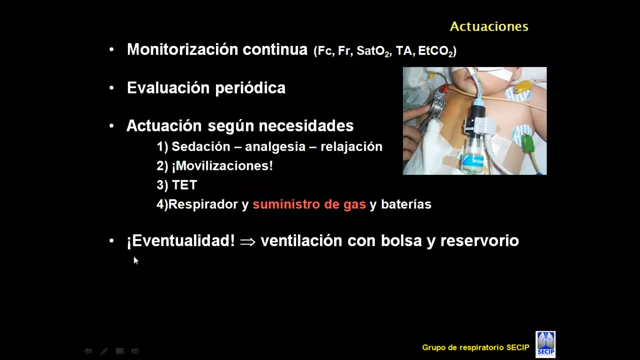 Actuaciones
• Monitorización continua (Fc, Fr, SatO2, TA, EtCO2)
• Evaluación periódica
• Actuación según necesidades
1) Sedación – analgesia – relajación
2) ¡Movilizaciones!
3) TET
4)Respirador y suministro de gas y baterías
• ¡Eventualidad! ⇒ ventilación con bolsa y reservorio
Grupo de respiratorio SECIP
SECIP